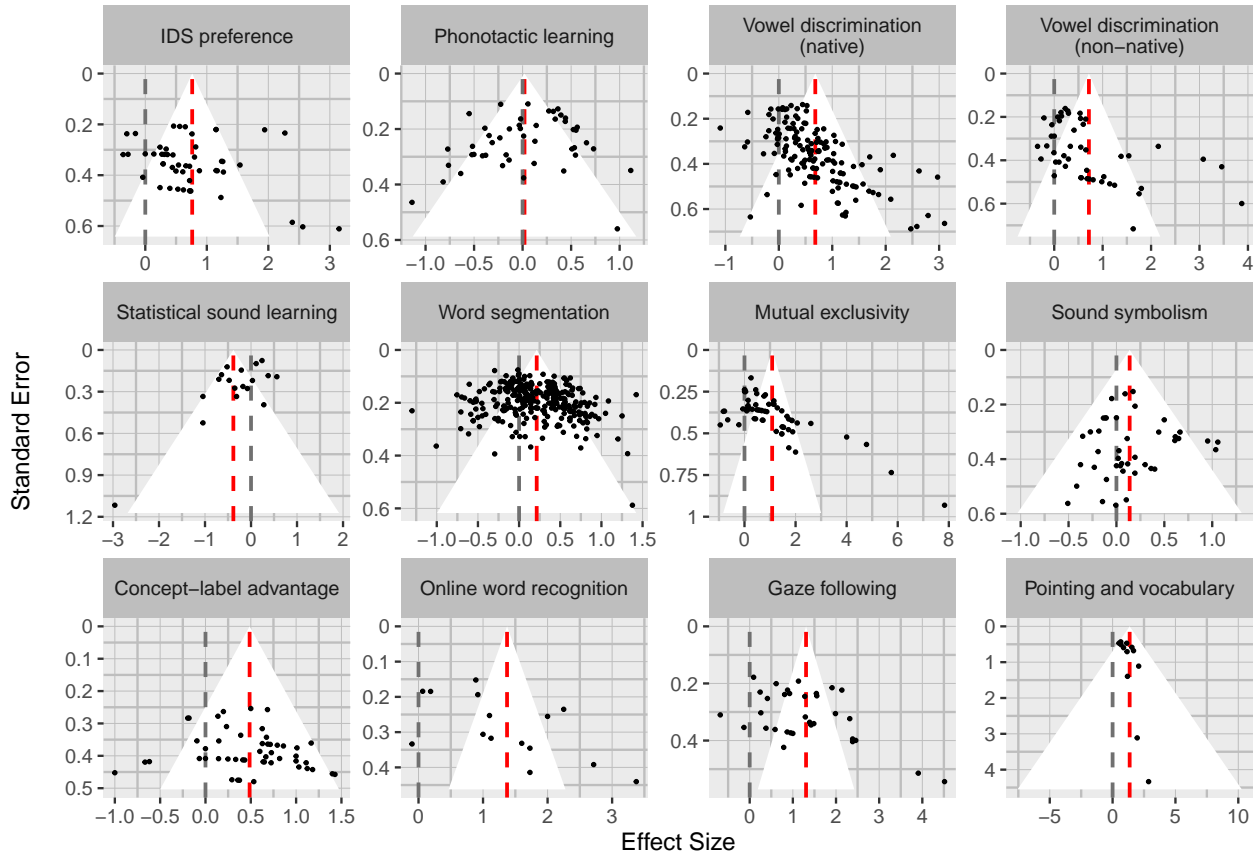 IDS preference
Phonotactic learning
Vowel discrimination
(native)
Vowel discrimination
(non−native)
0
0.2
0.4
0.6
0 1 2 3
0
0.2
0.4
0.6
−1.0 −0.5 0.0 0.5 1.0
0
0.2
0.4
0.6
−1 0 1 2 3
0
0.2
0.4
0.6
0 1 2 3 4
Statistical sound learning
Word segmentation
Mutual exclusivity
Sound symbolism
0
0.3
0.6
0.9
1.2
−3 −2 −1 0 1 2
0
0.2
0.4
0.6
−1.0 −0.5 0.0 0.5 1.0 1.5
0
0.25
0.5
0.75
1
0 2 4 6 8
0
0.2
0.4
0.6
−1.0 −0.5 0.0 0.5 1.0
Concept−label advantage
Online word recognition
Gaze following
Pointing and vocabulary
0
0.1
0.2
0.3
0.4
0.5
−1.0 −0.5 0.0 0.5 1.0 1.5
0
0.1
0.2
0.3
0.4
0 1 2 3
0
0.2
0.4
0 1 2 3 4
0
1
2
3
4
−5 0 5 10
Standard Error
Effect Size